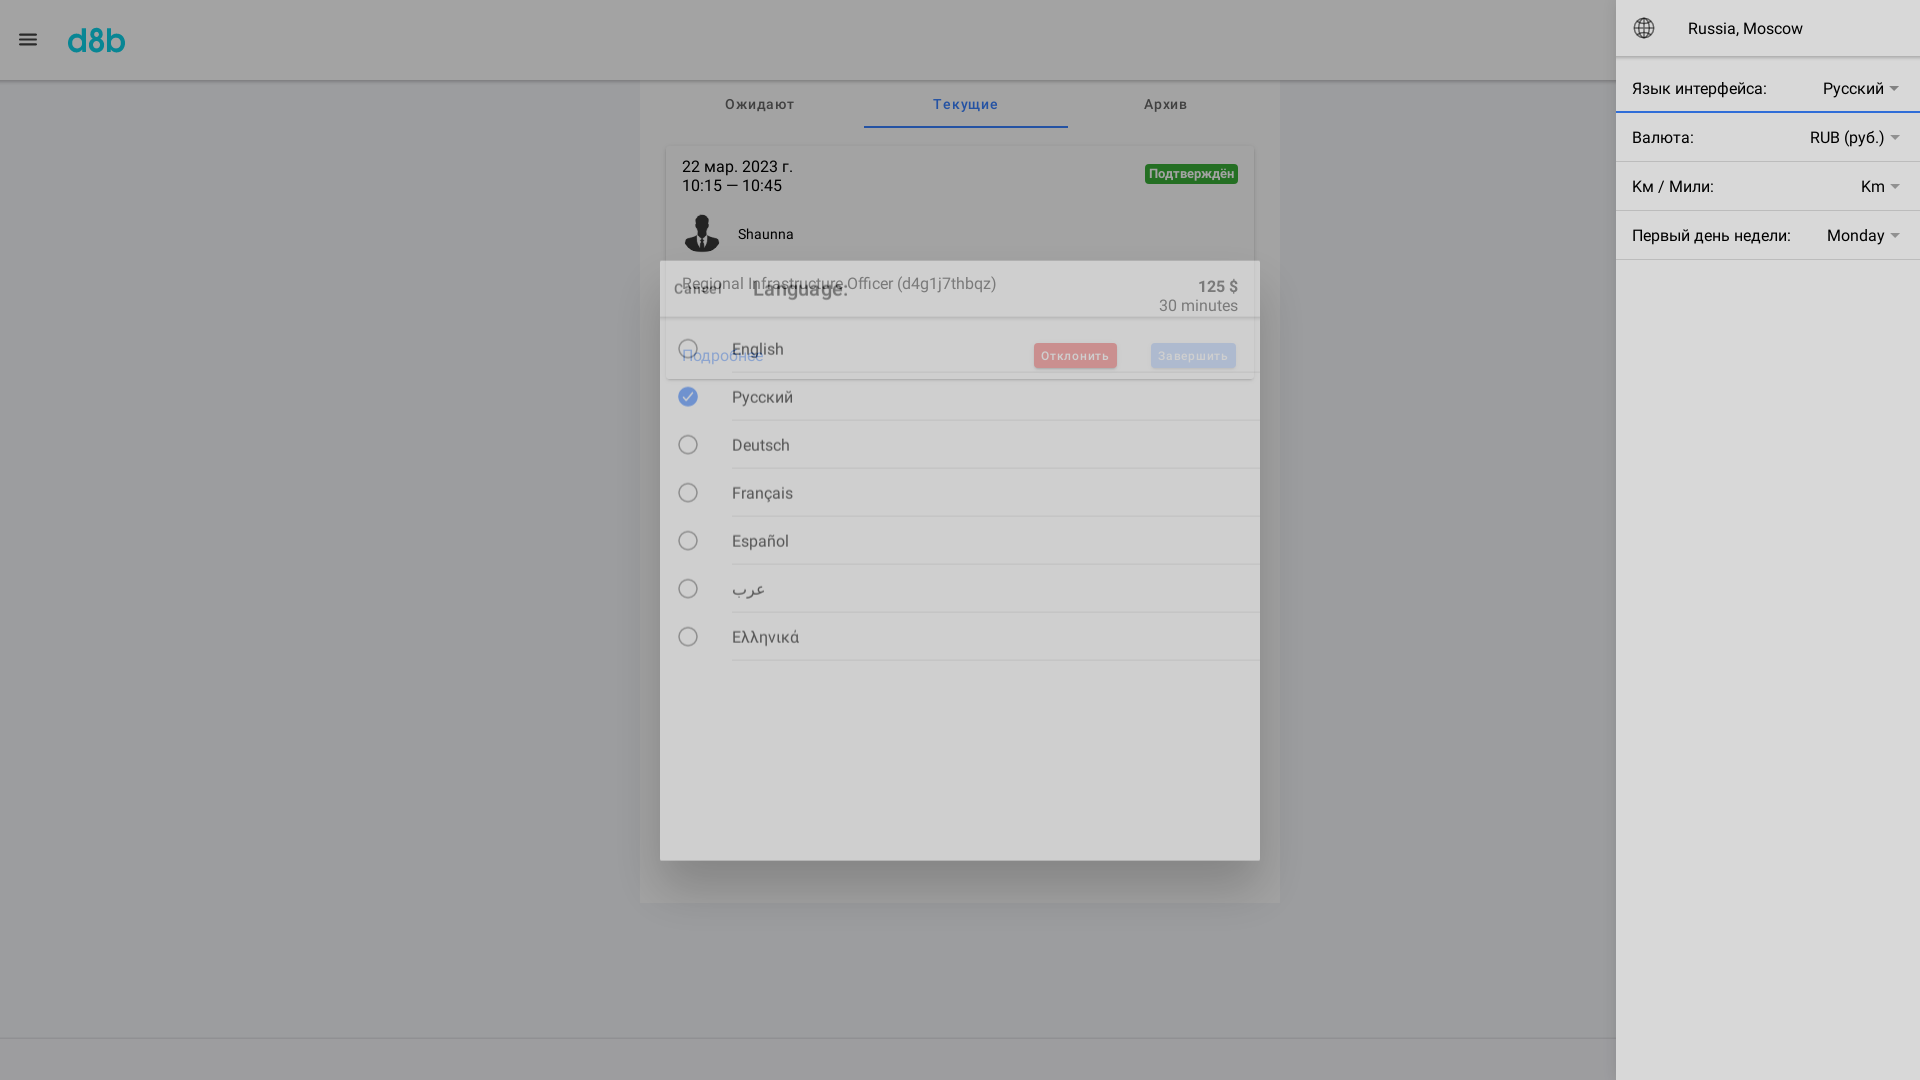 d8b
Russia, Moscow
Язык интерфейса: Русский
Валюта: RUB (руб.)
Км / Мили: Km
Первый день недели: Monday
Ожидают Текущие Архив
22 мар. 2023 г.
10:15 — 10:45
Подтверждён
Shaunna
Regional Infrastructure Officer (d4g1j7thbqz)
125 $
30 minutes
Подробнее
Отклонить Завершить
Cancel Language:
English
Русский
Deutsch
Français
Español
عرب
Ελληνικά